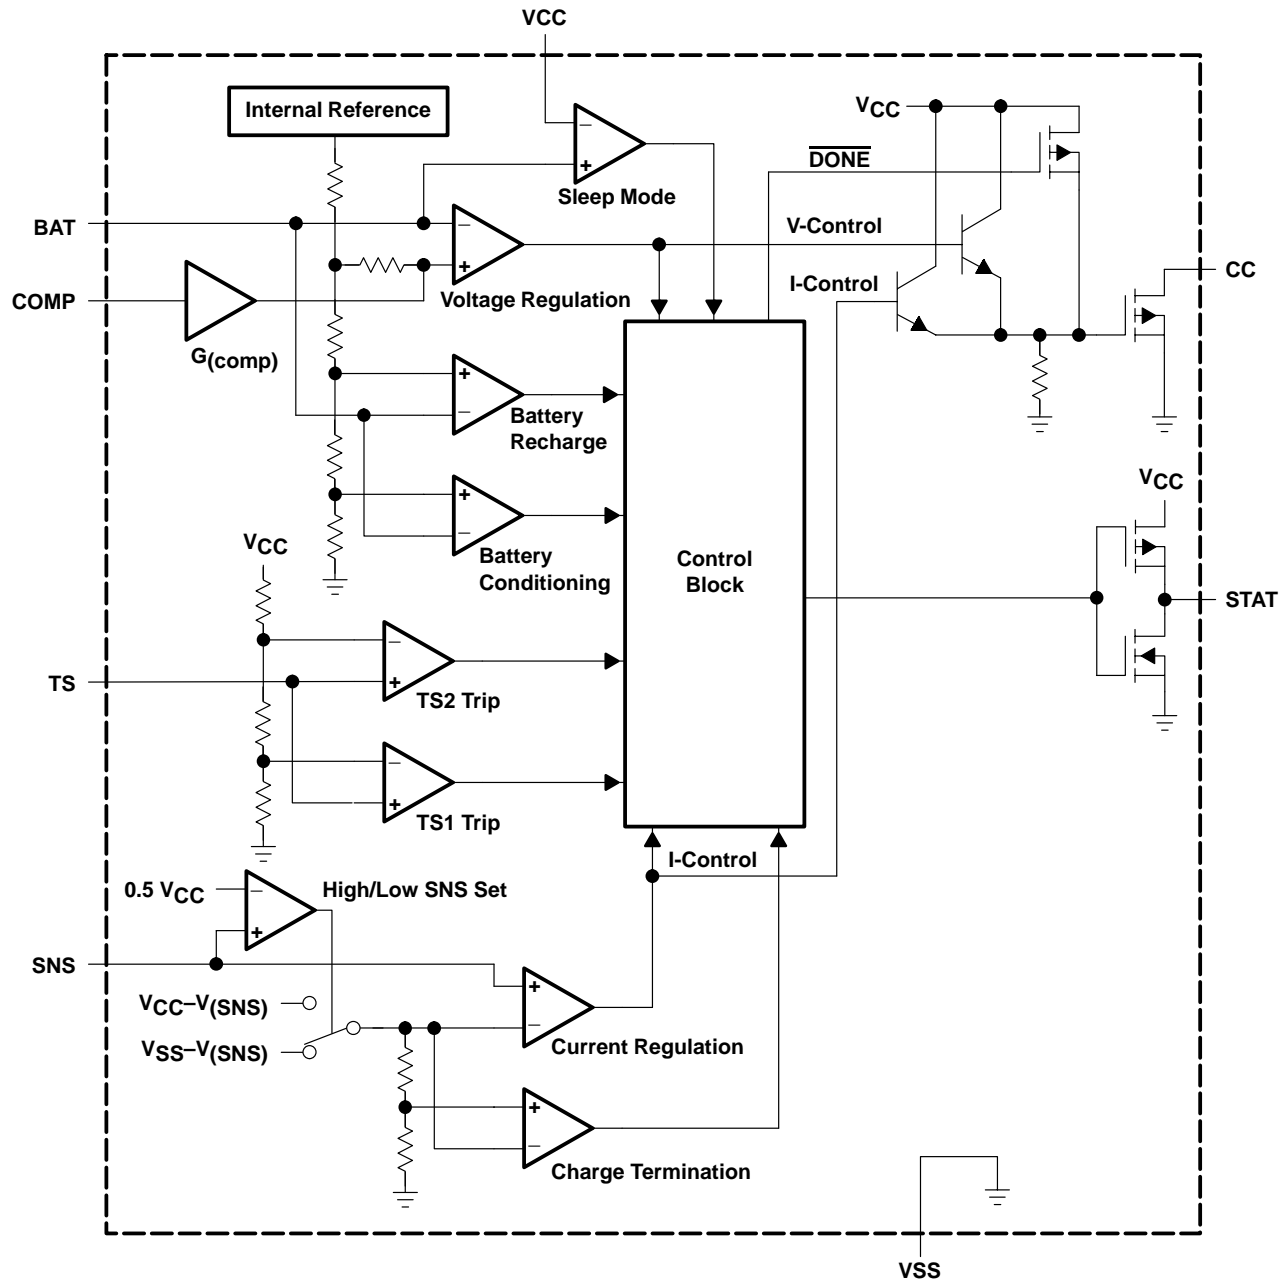 VCC
Internal Reference
VCC
DONE
−
+
Sleep Mode
BAT
−
+
V-Control
I-Control
CC
COMP
Voltage Regulation
G(comp)
+
−
Battery
Recharge
VCC
+
−
Battery
Conditioning
VCC
Control
Block
STAT
−
+
TS
TS2 Trip
−
+
TS1 Trip
I-Control
0.5 VCC
−
+
High/Low SNS Set
SNS
+
−
VCC–V(SNS)
VSS–V(SNS)
Current Regulation
+
−
Charge Termination
VSS